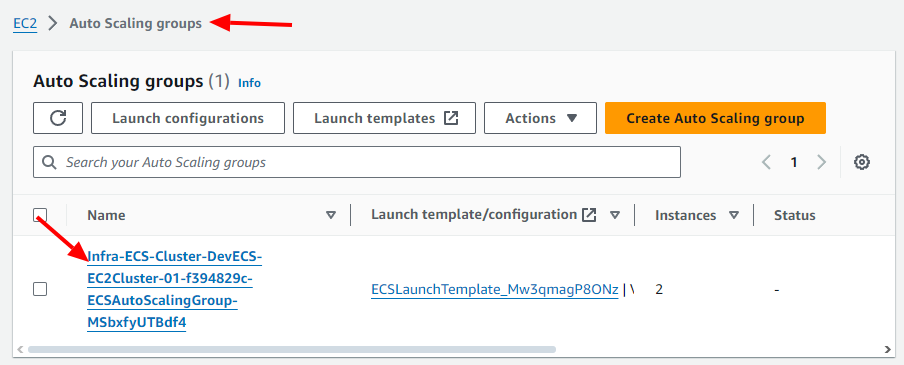 EC2 > Auto Scaling groups
Auto Scaling groups (1) Info
Launch configurations Launch templates Actions Create Auto Scaling group
Search your Auto Scaling groups 1
Name Launch template/configuration Instances Status
Infra-ECS-Cluster-DevECS-
EC2Cluster-01-f394829c-
ECSAutoScalingGroup-
MSbxfyUTBdf4
ECSLaunchTemplate_Mw3qmagP8ONz | 2 -